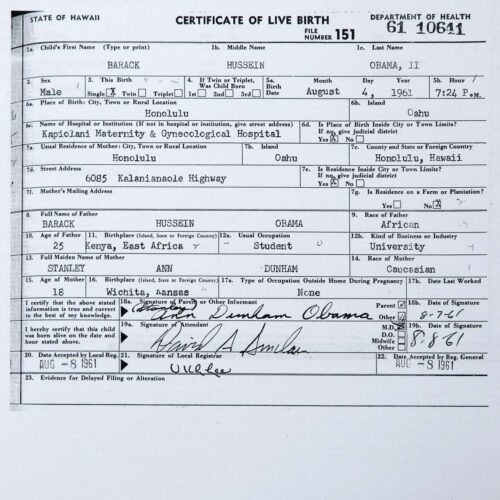 STATE OF HAWAII CERTIFICATE OF LIVE BIRTH DEPARTMENT OF HEALTH
FILE NUMBER 151 61 10641
1a. Child's First Name (Type or print) 1b. Middle Name 1c. Last Name
BARACK HUSSEIN OBAMA, II
2. Sex 3. This Birth 4. If Twin or Triplet, Was Child Born 5a. Birth Date Month Day Year 5b. Hour
Male Single X Twin Triplet 1st 2nd 3rd August 4, 1961 7:24 P.M.
6a. Place of Birth: City, Town or Rural Location 6b. Island
Honolulu Oahu
6c. Name of Hospital or Institution (If not in hospital or institution, give street address) 6d. Is Place of Birth Inside City or Town Limits? If no, give judicial district
Kapiolani Maternity & Gynecological Hospital Yes X No
7a. Usual Residence of Mother: City, Town or Rural Location 7b. Island 7c. County and State or Foreign Country
Honolulu Oahu Honolulu, Hawaii
7d. Street Address 7e. Is Residence Inside City or Town Limits? If no, give judicial district
6085 Kalanianaole Highway Yes X No
7f. Mother's Mailing Address 7g. Is Residence on a Farm or Plantation?
Yes No X
8. Full Name of Father 9. Race of Father
BARACK HUSSEIN OBAMA African
10. Age of Father 11. Birthplace (Island, State or Foreign Country) 12a. Usual Occupation 12b. Kind of Business or Industry
25 Kenya, East Africa Student University
13. Full Maiden Name of Mother 14. Race of Mother
STANLEY ANN DUNHAM Caucasian
15. Age of Mother 16. Birthplace (Island, State or Foreign Country) 17a. Type of Occupation Outside Home During Pregnancy 17b. Date Last Worked
18 Wichita, Kansas None
I certify that the above stated information is true and correct to the best of my knowledge. 18a. Signature of Parent or Other Informant Parent Other 18b. Date of Signature
(Stanley) Ann Dunham Obama 8-7-61
I hereby certify that this child was born alive on the date and hour stated above. 19a. Signature of Attendant M.D. X D.O. Midwife Other 19b. Date of Signature
David A Sinclair 8-8-61
20. Date Accepted by Local Reg. 21. Signature of Local Registrar 22. Date Accepted by Reg. General
AUG -8 1961 AUG -8 1961
23. Evidence for Delayed Filing or Alteration